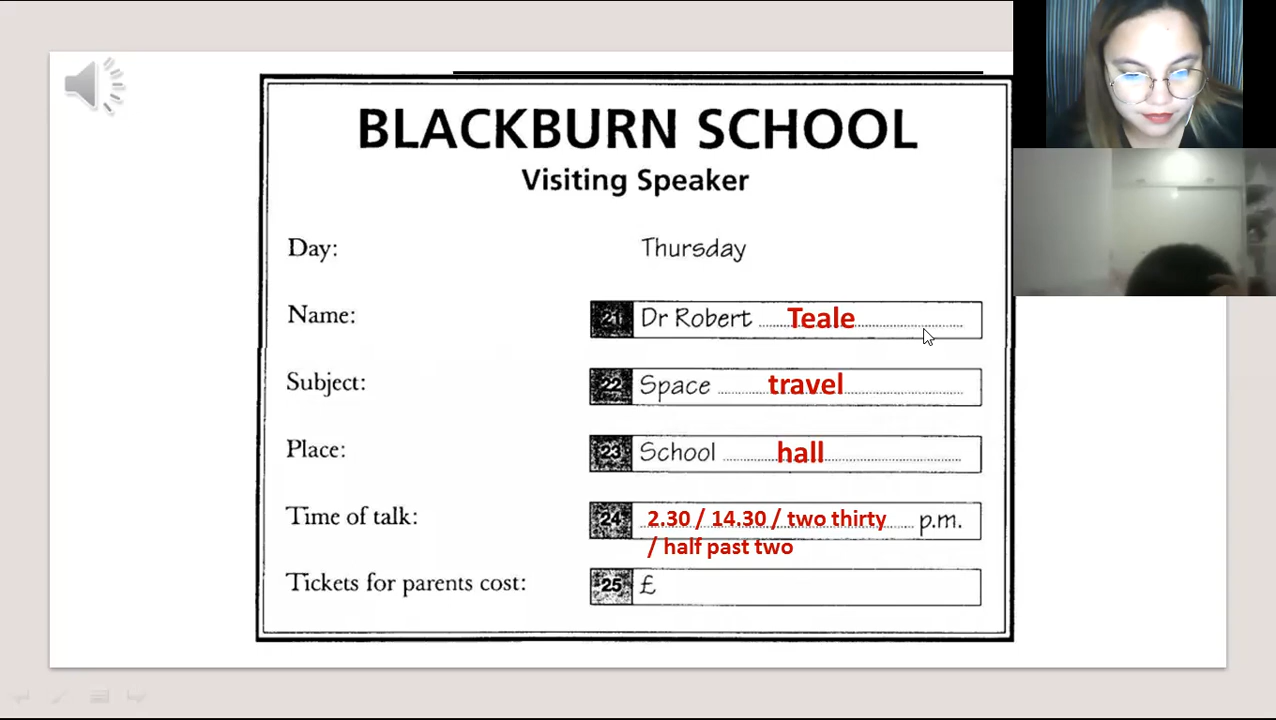 BLACKBURN SCHOOL
Visiting Speaker
Day: Thursday
Name: 21 Dr Robert Teale
Subject: 22 Space travel
Place: 23 School hall
Time of talk: 24 2.30 / 14.30 / two thirty p.m.
/ half past two
Tickets for parents cost: 25 £